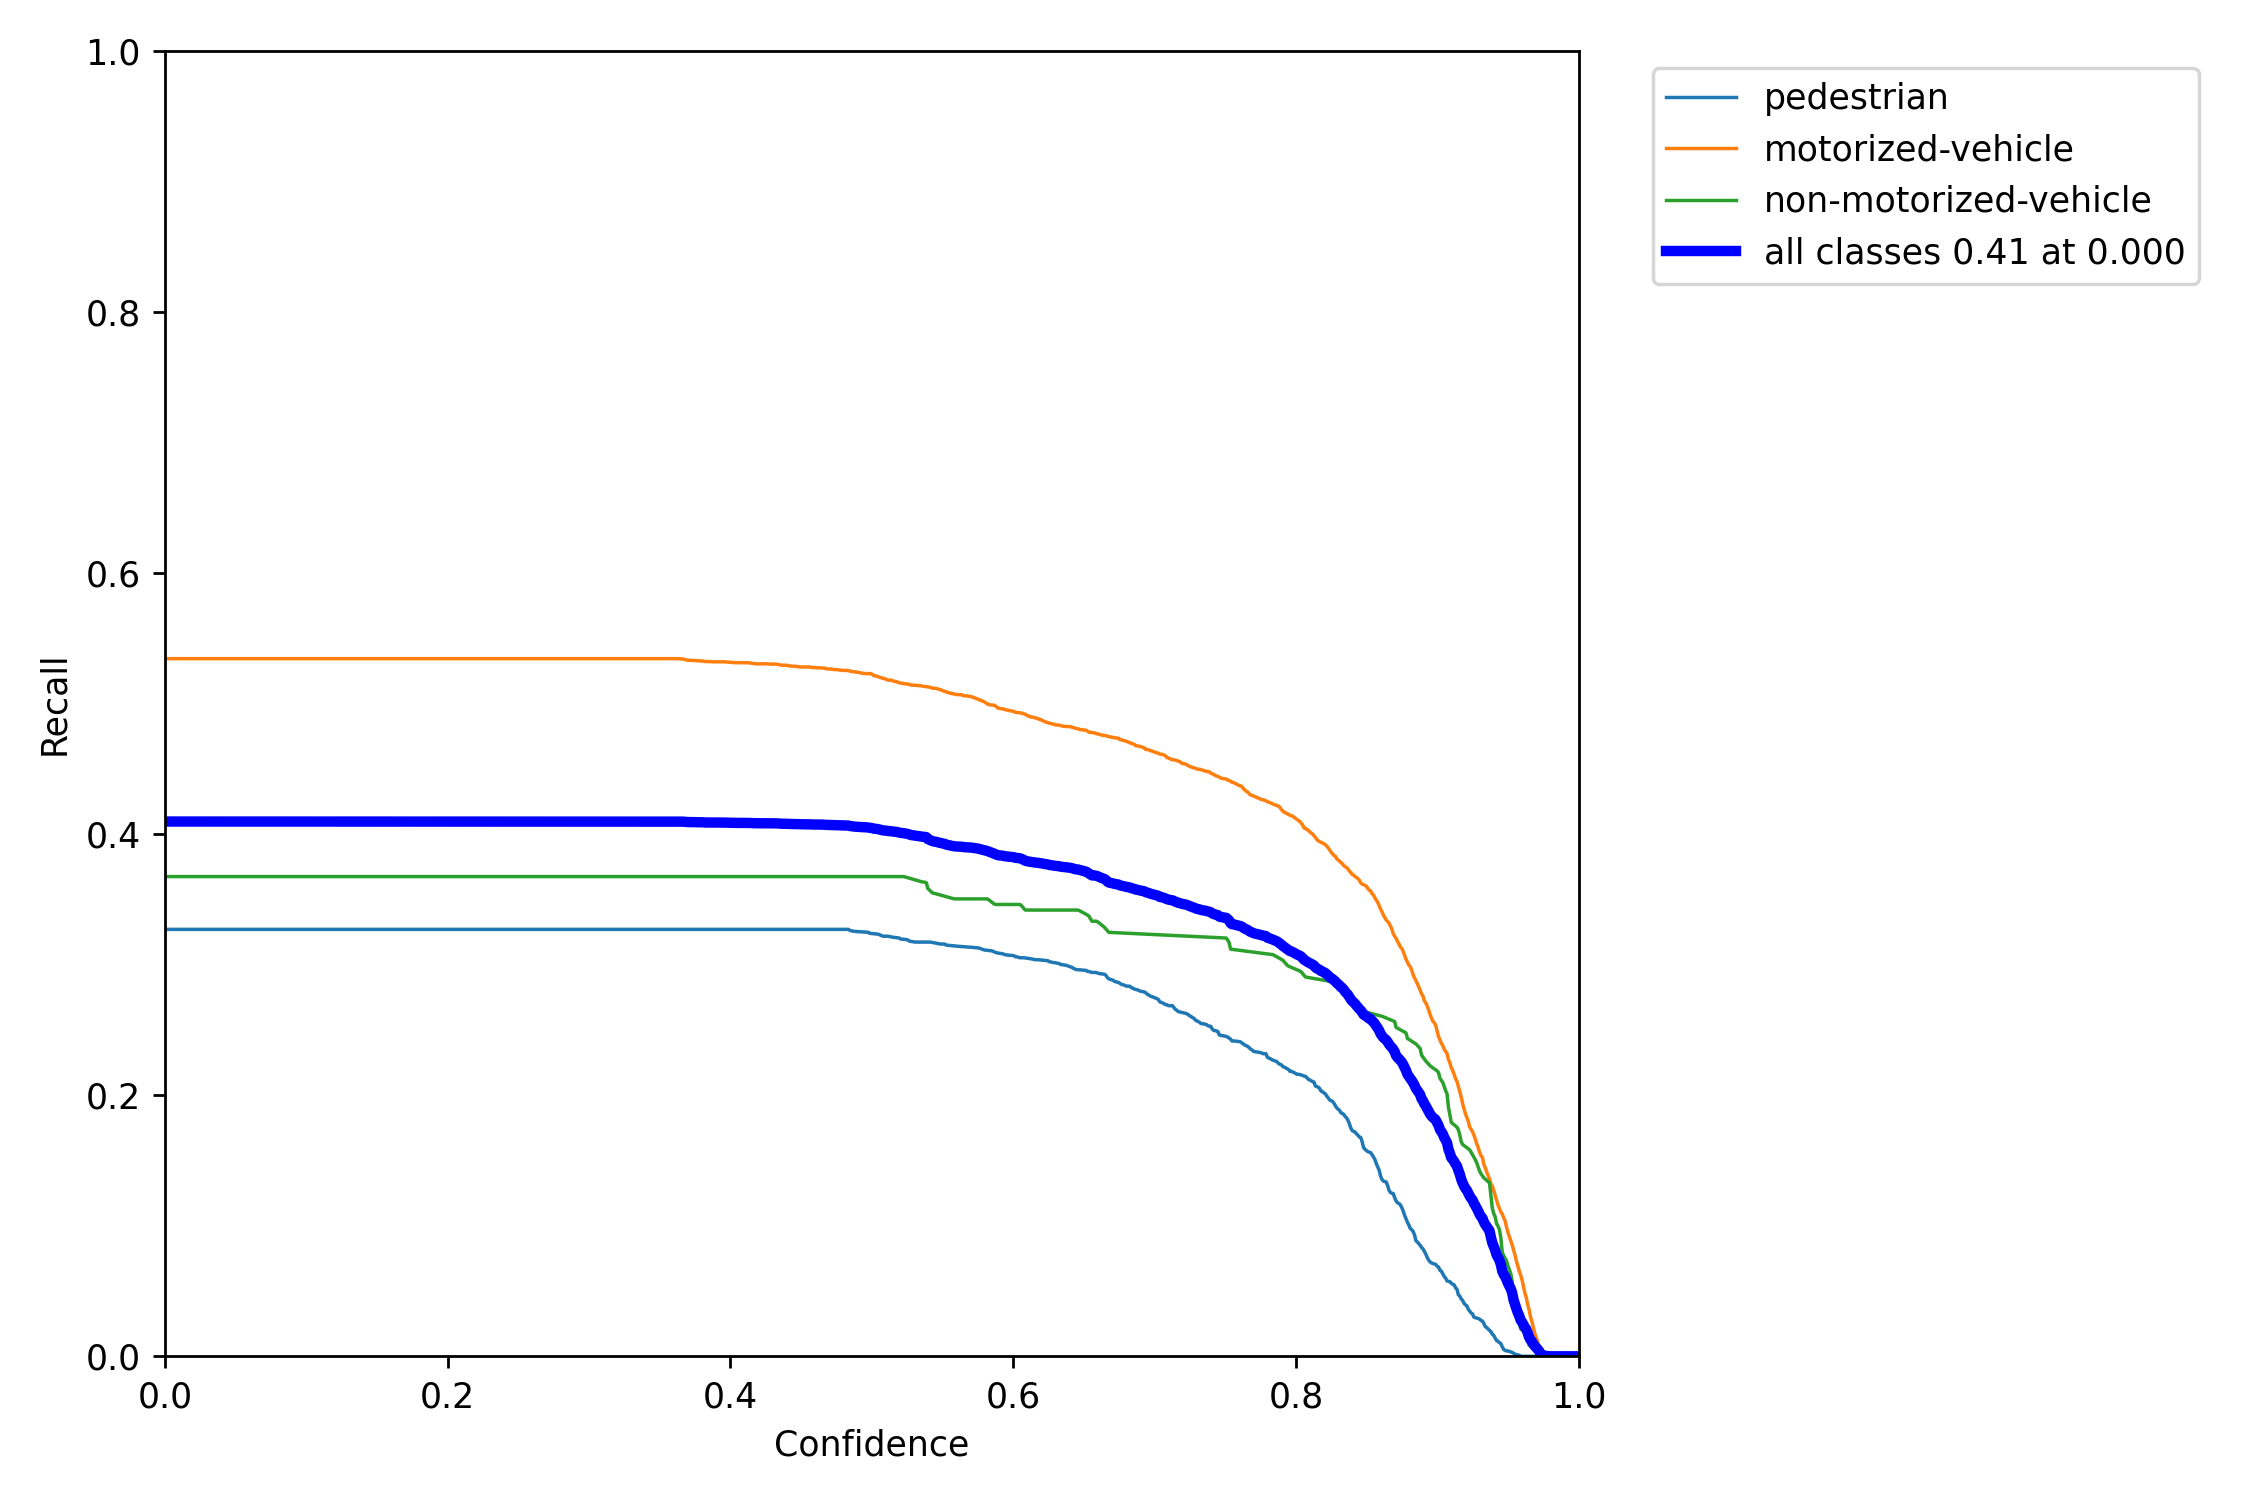 1.0
0.8
0.6
0.4
0.2
0.0
Recall
0.0 0.2 0.4 0.6 0.8 1.0
Confidence
pedestrian
motorized-vehicle
non-motorized-vehicle
all classes 0.41 at 0.000